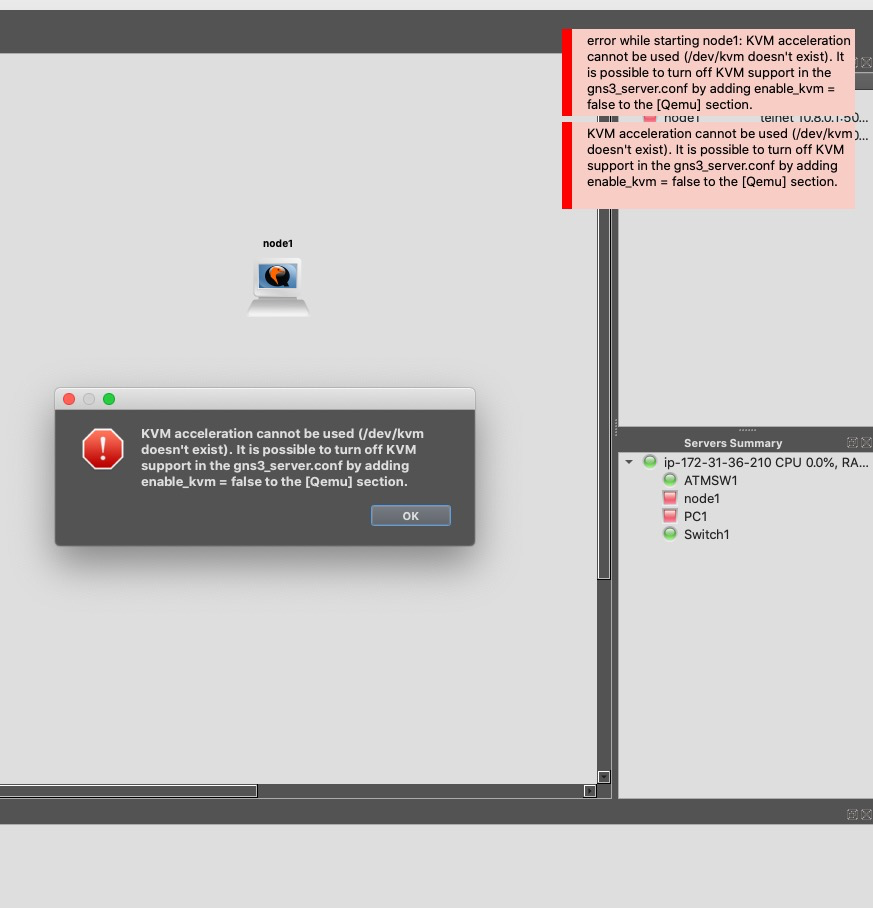 error while starting node1: KVM acceleration
cannot be used (/dev/kvm doesn't exist). It
is possible to turn off KVM support in the
gns3_server.conf by adding enable_kvm =
false to the [Qemu] section.
node1 telnet 10.8.0.1:50...
KVM acceleration cannot be used (/dev/kvm
doesn't exist). It is possible to turn off KVM
support in the gns3_server.conf by adding
enable_kvm = false to the [Qemu] section.
node1
KVM acceleration cannot be used (/dev/kvm
doesn't exist). It is possible to turn off KVM
support in the gns3_server.conf by adding
enable_kvm = false to the [Qemu] section.
OK
Servers Summary
ip-172-31-36-210 CPU 0.0%, RA...
ATMSW1
node1
PC1
Switch1